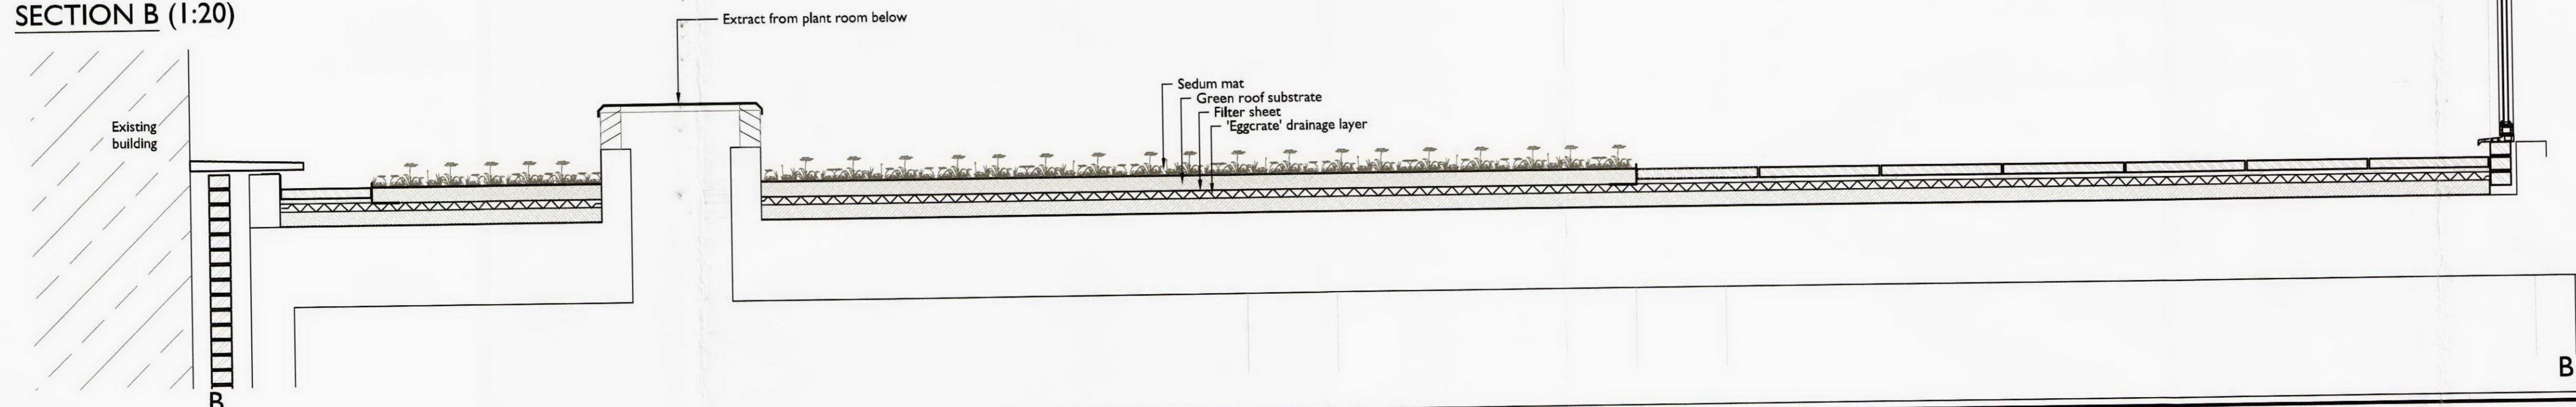 SECTION B (1:20)
Extract from plant room below
Sedum mat
Green roof substrate
Filter sheet
'Eggcrate' drainage layer
Existing
building
B
B